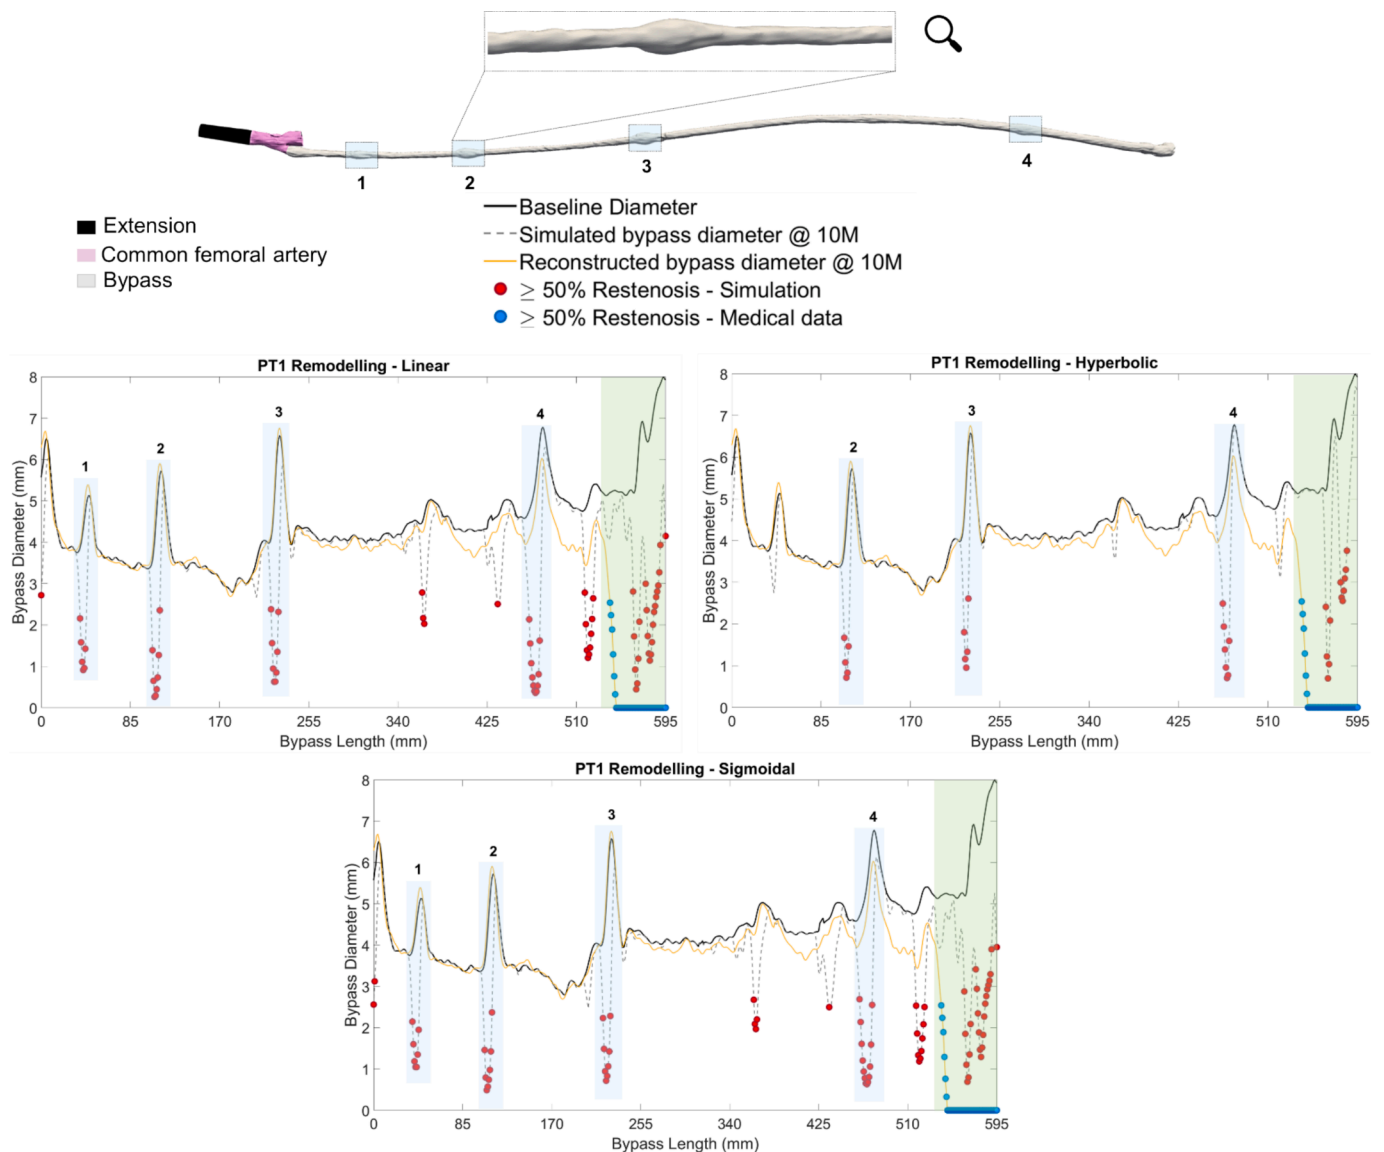 1
2
3
4
Extension
Common femoral artery
Bypass
Baseline Diameter
Simulated bypass diameter @ 10M
Reconstructed bypass diameter @ 10M
≥ 50% Restenosis - Simulation
≥ 50% Restenosis - Medical data
PT1 Remodelling - Linear
8
7
6
5
4
3
2
1
0
Bypass Diameter (mm)
1
2
3
4
0 85 170 255 340 425 510 595
Bypass Length (mm)
PT1 Remodelling - Hyperbolic
8
7
6
5
4
3
2
1
0
Bypass Diameter (mm)
2
3
4
0 85 170 255 340 425 510 595
Bypass Length (mm)
PT1 Remodelling - Sigmoidal
8
7
6
5
4
3
2
1
0
Bypass Diameter (mm)
1
2
3
4
0 85 170 255 340 425 510 595
Bypass Length (mm)